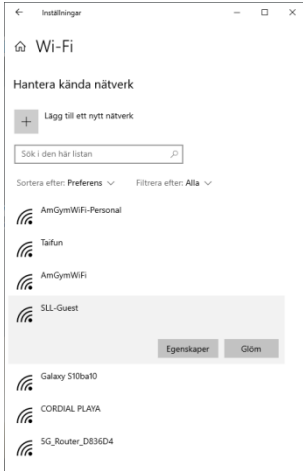 Inställningar
Wi-Fi
Hantera kända nätverk
Lägg till ett nytt nätverk
Sök i den här listan
Sortera efter: Preferens Filtrera efter: Alla
AmGymWiFi-Personal
Taifun
AmGymWiFi
SLL-Guest
Egenskaper Glöm
Galaxy S10ba10
CORDIAL PLAYA
5G_Router_D836D4